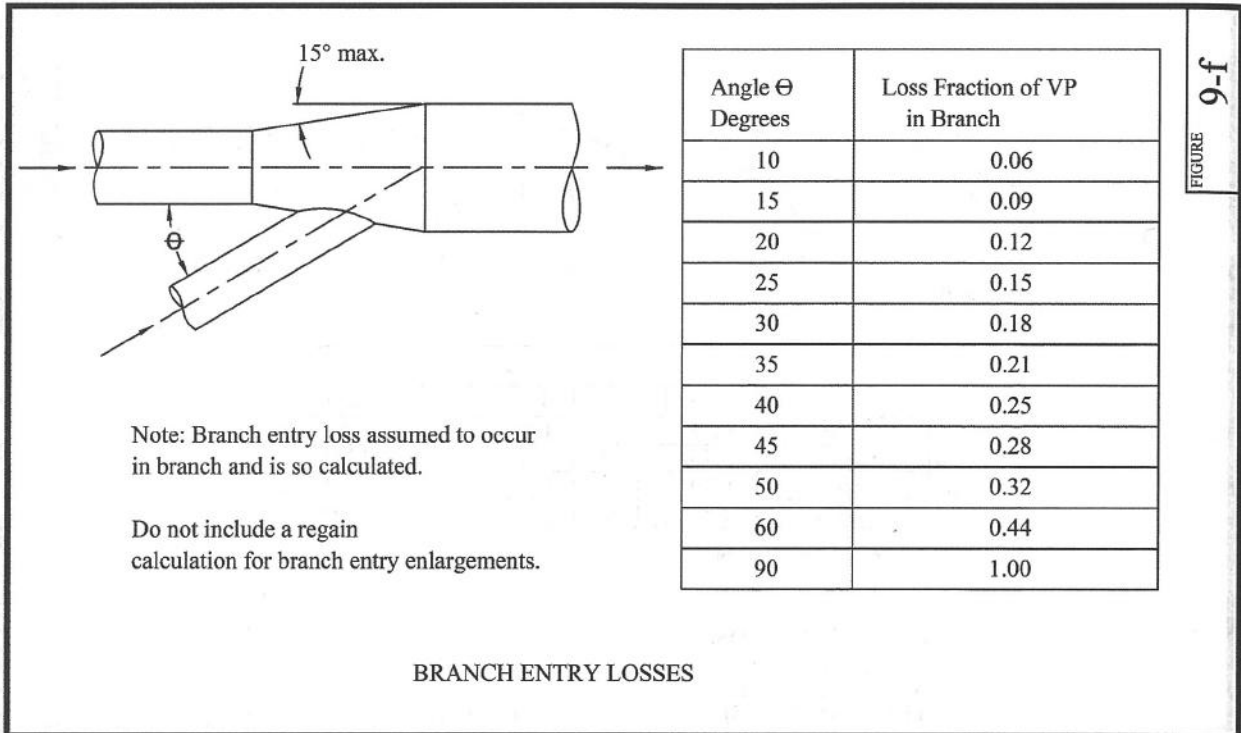 15° max.
Θ
Note: Branch entry loss assumed to occur
in branch and is so calculated.
Do not include a regain
calculation for branch entry enlargements.
Angle Θ
Degrees
Loss Fraction of VP
in Branch
10 0.06
15 0.09
20 0.12
25 0.15
30 0.18
35 0.21
40 0.25
45 0.28
50 0.32
60 0.44
90 1.00
BRANCH ENTRY LOSSES
FIGURE 9-f